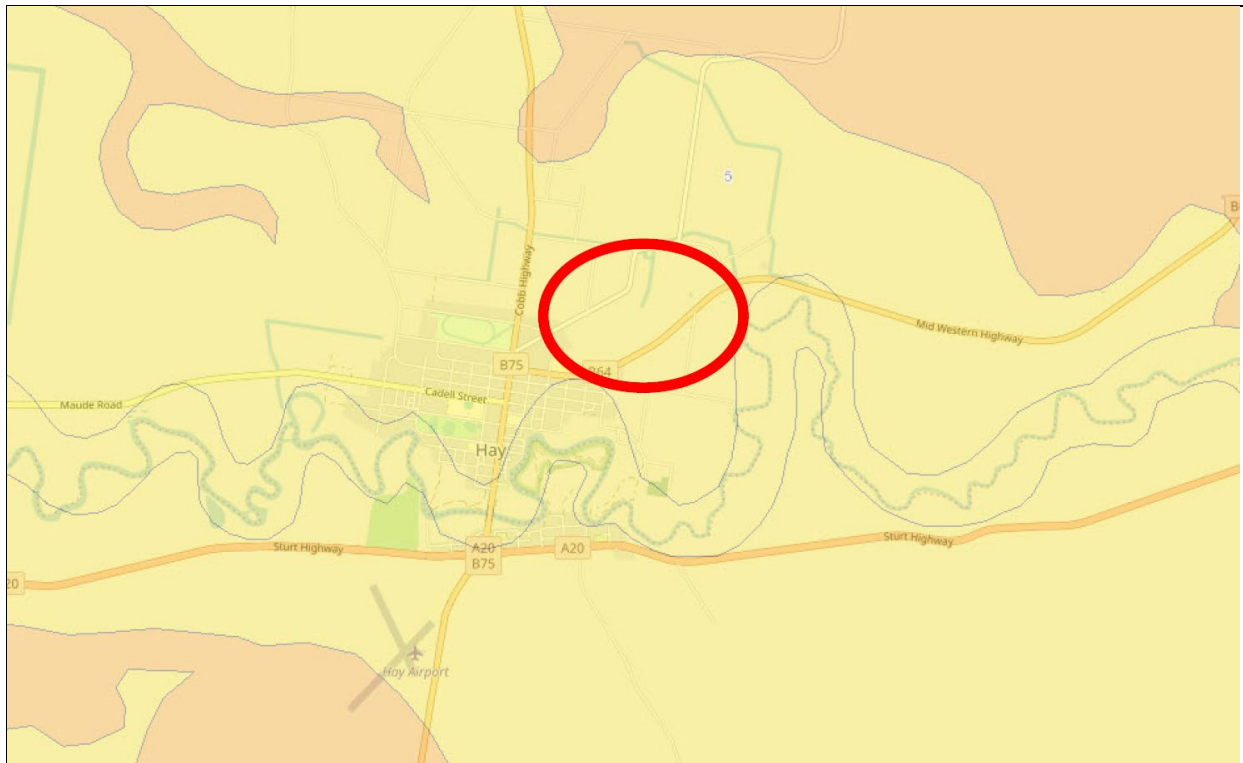 5
B
Cobb Highway
Mid Western Highway
B75
B64
Cadell Street
Maude Road
Hay
Sturt Highway
A20
B75
A20
Sturt Highway
20
Hay Airport